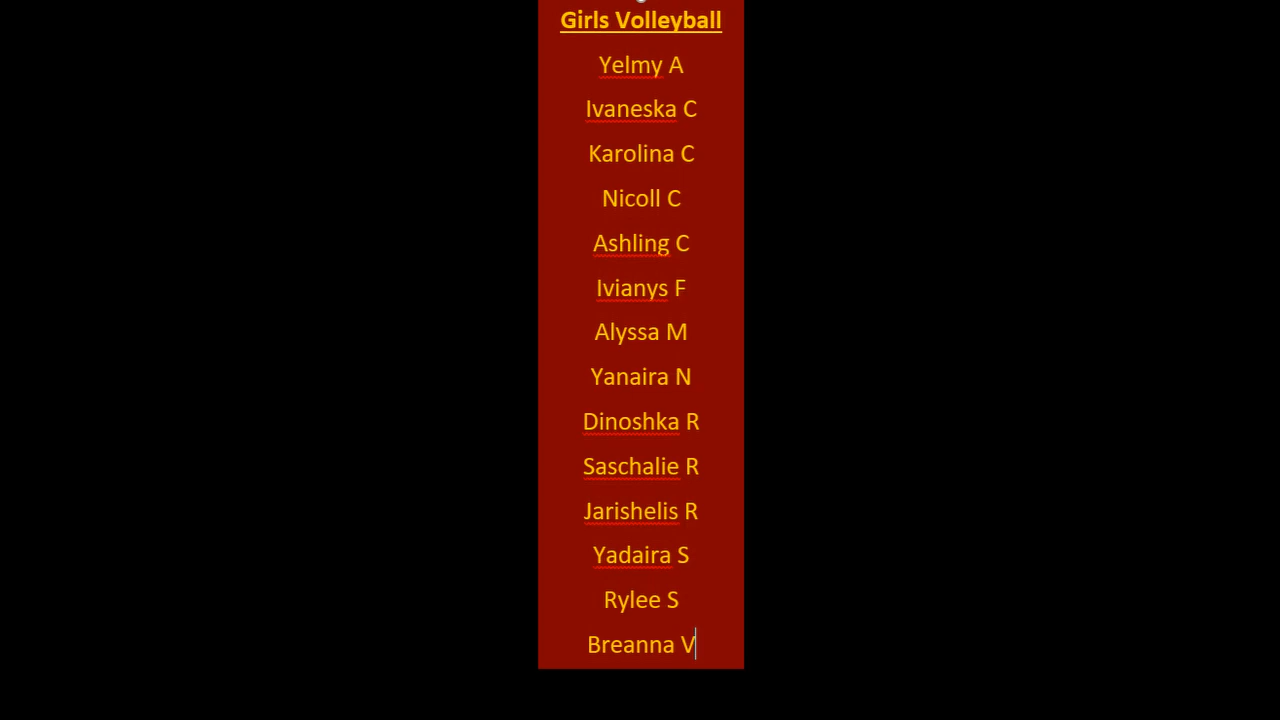 Girls Volleyball
Yelmy A
Ivaneska C
Karolina C
Nicoll C
Ashling C
Ivianys F
Alyssa M
Yanaira N
Dinoshka R
Saschalie R
Jarishelis R
Yadaira S
Rylee S
Breanna V